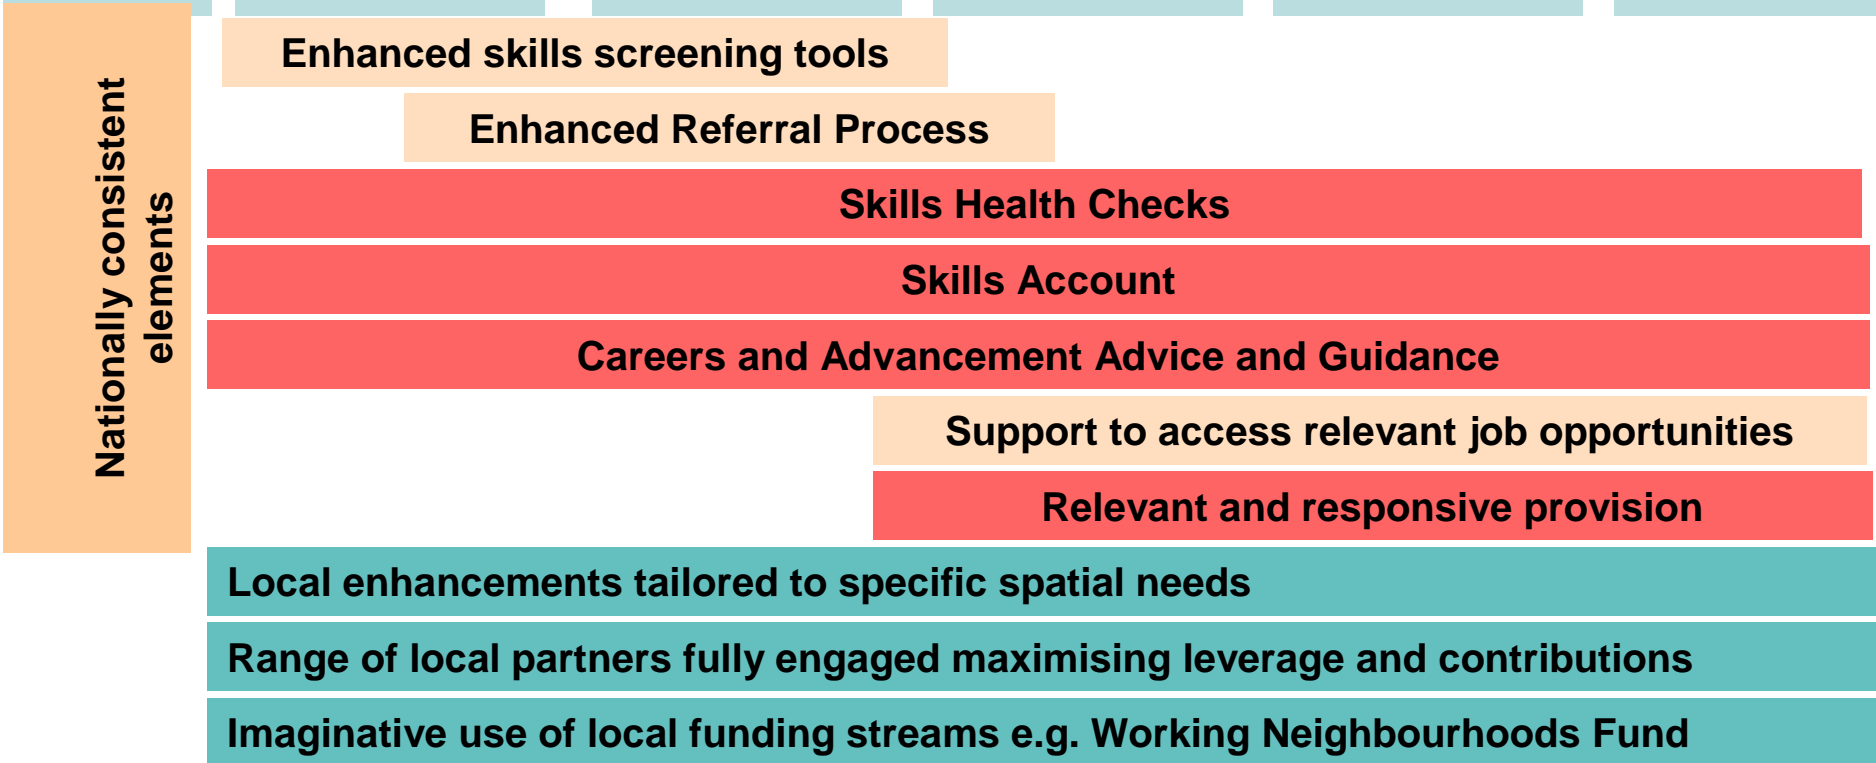 Nationally consistent
elements
Enhanced skills screening tools
Enhanced Referral Process
Skills Health Checks
Skills Account
Careers and Advancement Advice and Guidance
Support to access relevant job opportunities
Relevant and responsive provision
Local enhancements tailored to specific spatial needs
Range of local partners fully engaged maximising leverage and contributions
Imaginative use of local funding streams e.g. Working Neighbourhoods Fund